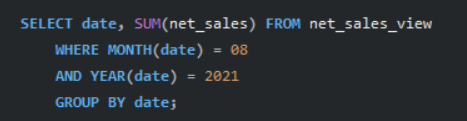 SELECT date, SUM(net_sales) FROM net_sales_view
WHERE MONTH(date) = 08
AND YEAR(date) = 2021
GROUP BY date;